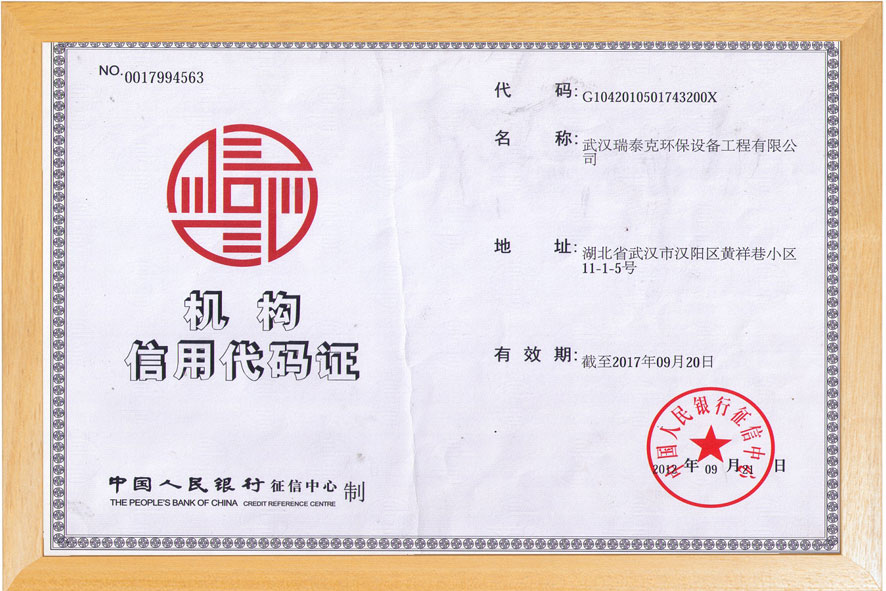 NO.0017994563
机构
信用代码证
中国人民银行征信中心 制
THE PEOPLE'S BANK OF CHINA CREDIT REFERENCE CENTRE
代 码: G1042010501743200X
名 称: 武汉瑞泰克环保设备工程有限公
司
地 址: 湖北省武汉市汉阳区黄祥巷小区
11-1-5号
有 效 期: 截至2017年09月20日
中国人民银行征信中心
2012 年 09 月 21 日